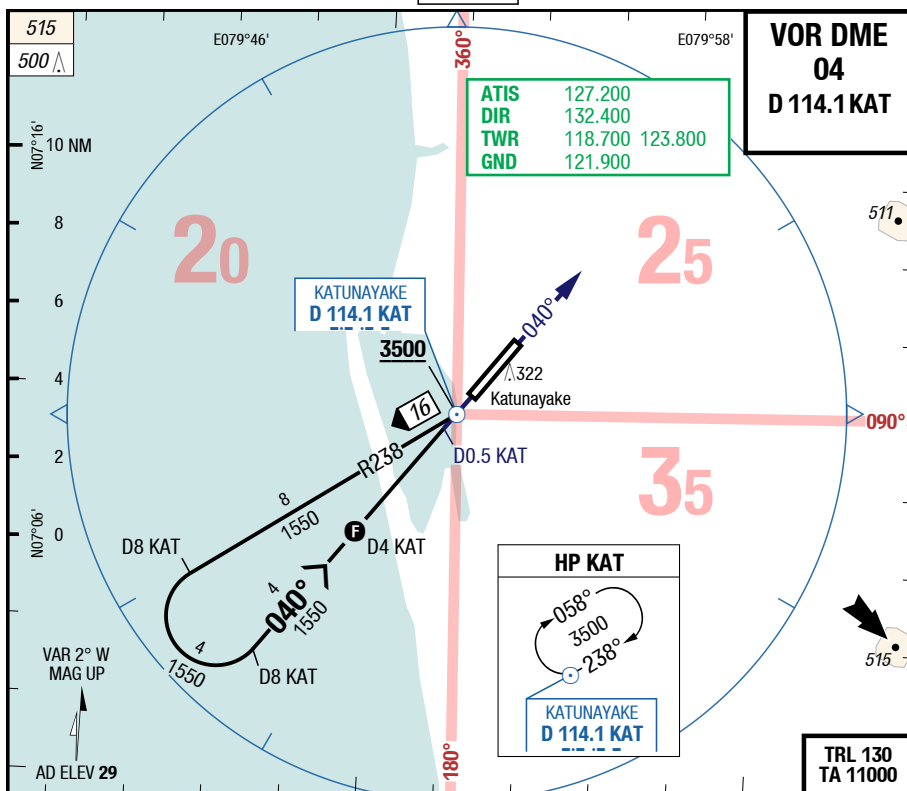 515
500
E079°46'
E079°58'
VOR DME
04
D 114.1 KAT
360°
ATIS 127.200
DIR 132.400
TWR 118.700 123.800
GND 121.900
N07°16'
10 NM
8
6
4
2
0
N07°06'
20
25
511
KATUNAYAKE
D 114.1 KAT
3500
040°
322
Katunayake
16
090°
R238
D0.5 KAT
35
8
1550
D8 KAT
F
D4 KAT
4
040°
1550
4
1550
D8 KAT
HP KAT
058°
3500
238°
KATUNAYAKE
D 114.1 KAT
515
VAR 2° W
MAG UP
AD ELEV 29
180°
TRL 130
TA 11000